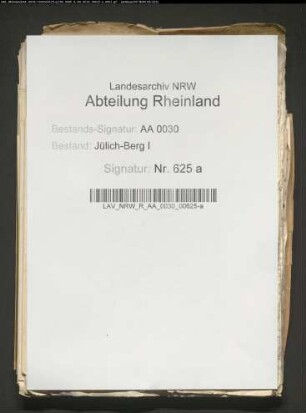 Landesarchiv NRW
Abteilung Rheinland
Bestands-Signatur: AA 0030
Bestand: Jülich-Berg I
Signatur: Nr. 625 a
LAV_NRW_R_AA_0030_00625-a